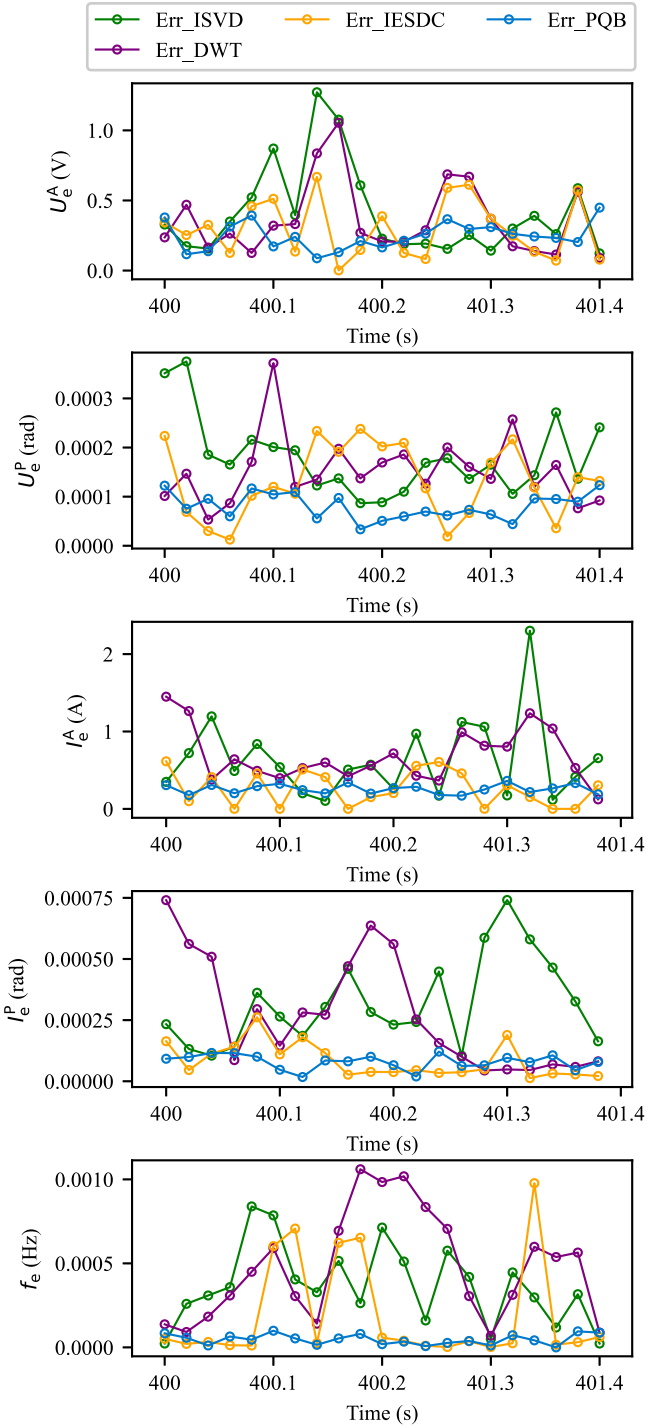 Err_ISVD Err_IESDC Err_PQB
Err_DWT
1.0
0.5
0.0
U_e^A (V)
400 400.1 400.2 401.3 401.4
Time (s)
0.0003
0.0002
0.0001
0.0000
U_e^P (rad)
400 400.1 400.2 401.3 401.4
Time (s)
2
1
0
I_e^A (A)
400 400.1 400.2 401.3 401.4
Time (s)
0.00075
0.00050
0.00025
0.00000
I_e^P (rad)
400 400.1 400.2 401.3 401.4
Time (s)
0.0010
0.0005
0.0000
f_e (Hz)
400 400.1 400.2 401.3 401.4
Time (s)